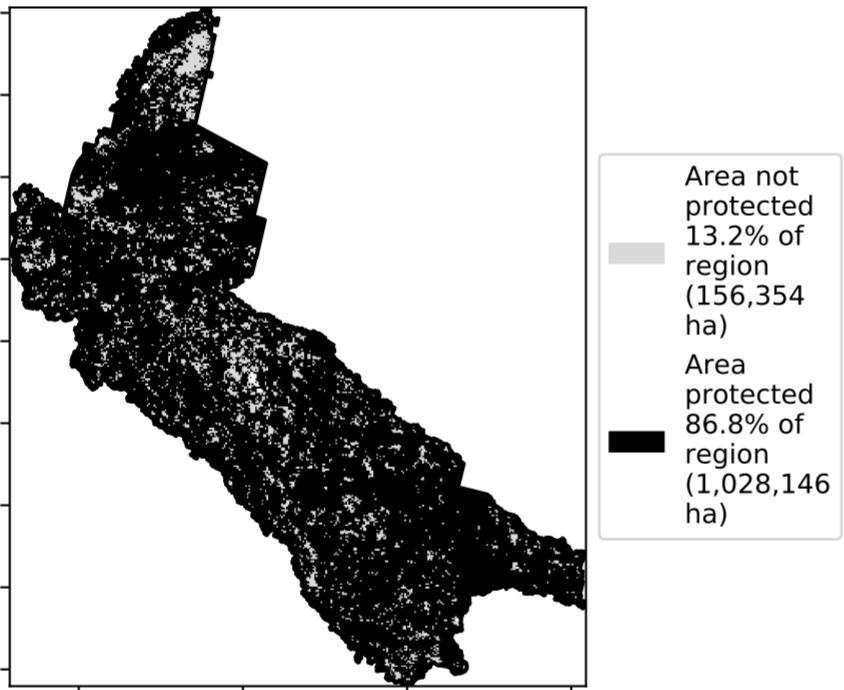 Area not
protected
13.2% of
region
(156,354
ha)
Area
protected
86.8% of
region
(1,028,146
ha)